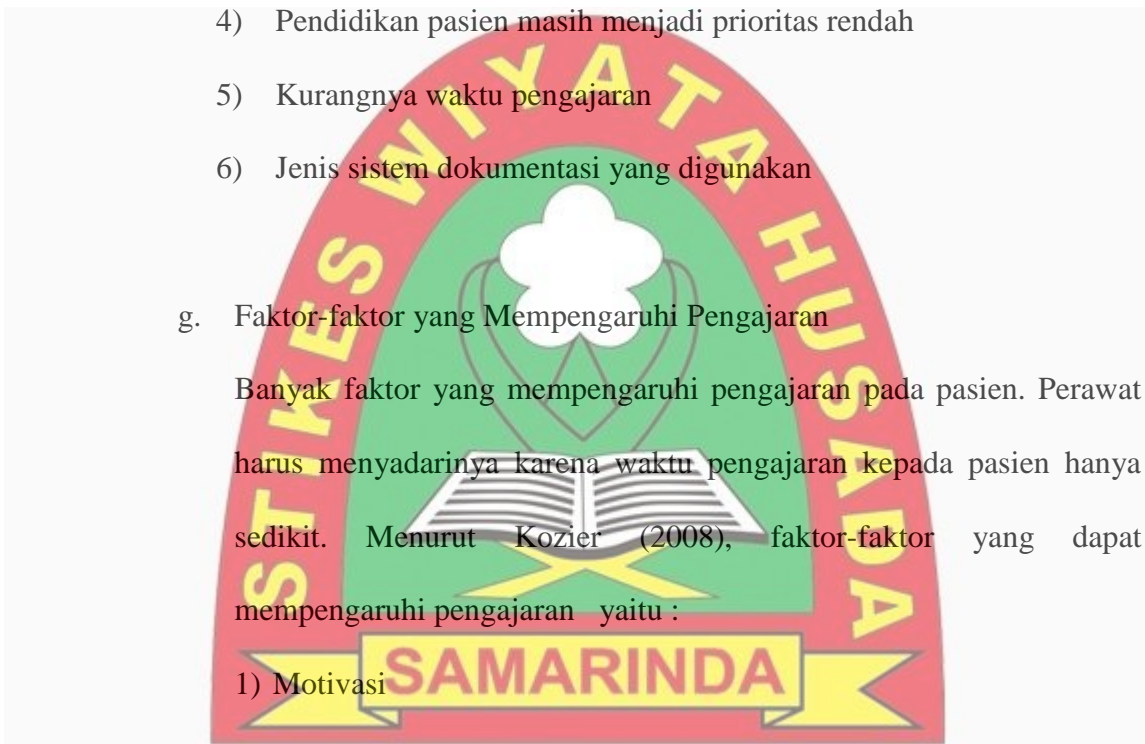 4) Pendidikan pasien masih menjadi prioritas rendah
5) Kurangnya waktu pengajaran
6) Jenis sistem dokumentasi yang digunakan
g. Faktor-faktor yang Mempengaruhi Pengajaran
Banyak faktor yang mempengaruhi pengajaran pada pasien. Perawat
harus menyadarinya karena waktu pengajaran kepada pasien hanya
sedikit. Menurut Kozier (2008), faktor-faktor yang dapat
mempengaruhi pengajaran yaitu :
1) Motivasi
STIKES WIYATA HUSADA
SAMARINDA